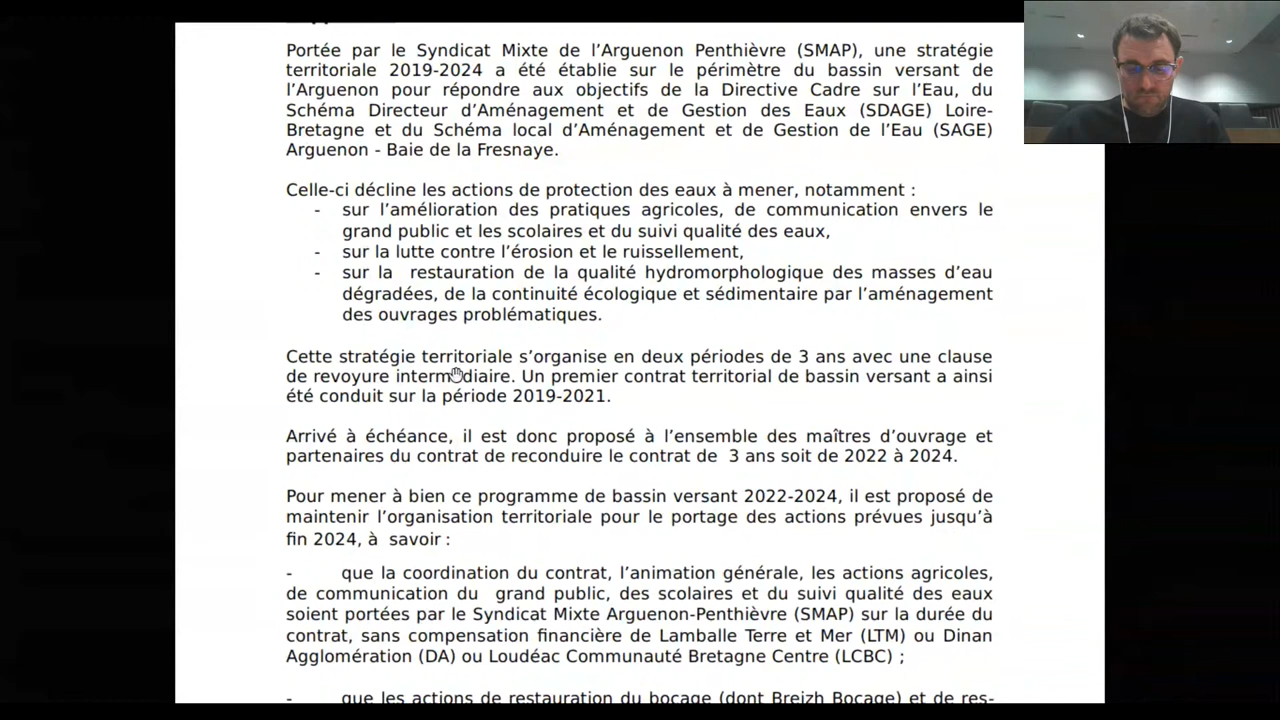 Portée par le Syndicat Mixte de l’Arguenon Penthièvre (SMAP), une stratégie
territoriale 2019-2024 a été établie sur le périmètre du bassin versant de
l’Arguenon pour répondre aux objectifs de la Directive Cadre sur l’Eau, du
Schéma Directeur d’Aménagement et de Gestion des Eaux (SDAGE) Loire-
Bretagne et du Schéma local d’Aménagement et de Gestion de l’Eau (SAGE)
Arguenon - Baie de la Fresnaye.
Celle-ci décline les actions de protection des eaux à mener, notamment :
- sur l’amélioration des pratiques agricoles, de communication envers le
grand public et les scolaires et du suivi qualité des eaux,
- sur la lutte contre l’érosion et le ruissellement,
- sur la restauration de la qualité hydromorphologique des masses d’eau
dégradées, de la continuité écologique et sédimentaire par l’aménagement
des ouvrages problématiques.
Cette stratégie territoriale s’organise en deux périodes de 3 ans avec une clause
de revoyure intermédiaire. Un premier contrat territorial de bassin versant a ainsi
été conduit sur la période 2019-2021.
Arrivé à échéance, il est donc proposé à l’ensemble des maîtres d’ouvrage et
partenaires du contrat de reconduire le contrat de 3 ans soit de 2022 à 2024.
Pour mener à bien ce programme de bassin versant 2022-2024, il est proposé de
maintenir l’organisation territoriale pour le portage des actions prévues jusqu’à
fin 2024, à savoir :
- que la coordination du contrat, l’animation générale, les actions agricoles,
de communication du grand public, des scolaires et du suivi qualité des eaux
soient portées par le Syndicat Mixte Arguenon-Penthièvre (SMAP) sur la durée du
contrat, sans compensation financière de Lamballe Terre et Mer (LTM) ou Dinan
Agglomération (DA) ou Loudéac Communauté Bretagne Centre (LCBC) ;
- que les actions de restauration du bocage (dont Breizh Bocage) et de res-